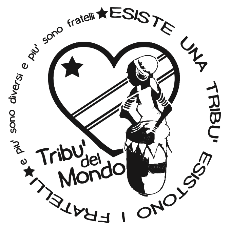 ESISTE UNA TRIBU' ESISTONO I FRATELLI ★ e piu' sono diversi e piu' sono fratelli ★
Tribu'
del
Mondo